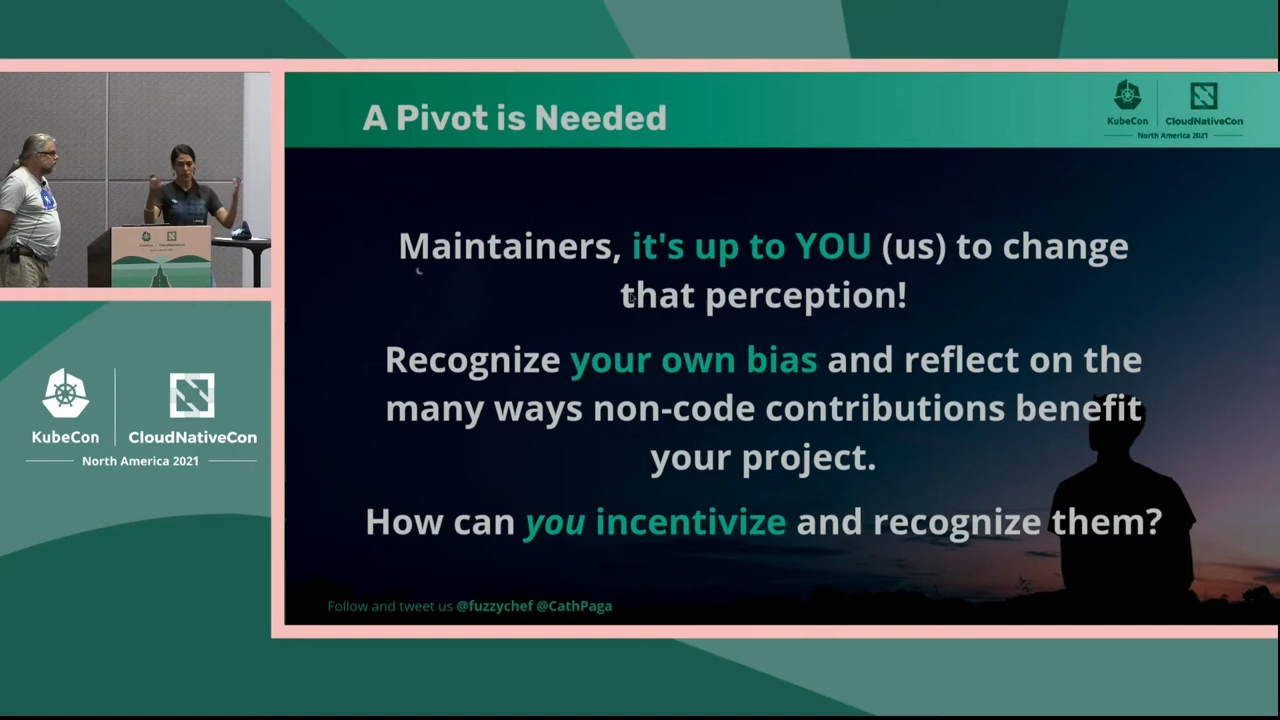 A Pivot is Needed
KubeCon
CloudNativeCon
North America 2021
Maintainers, it's up to YOU (us) to change
that perception!
Recognize your own bias and reflect on the
many ways non-code contributions benefit
your project.
How can you incentivize and recognize them?
Follow and tweet us @fuzzychef @CathPaga
KubeCon
CloudNativeCon
North America 2021